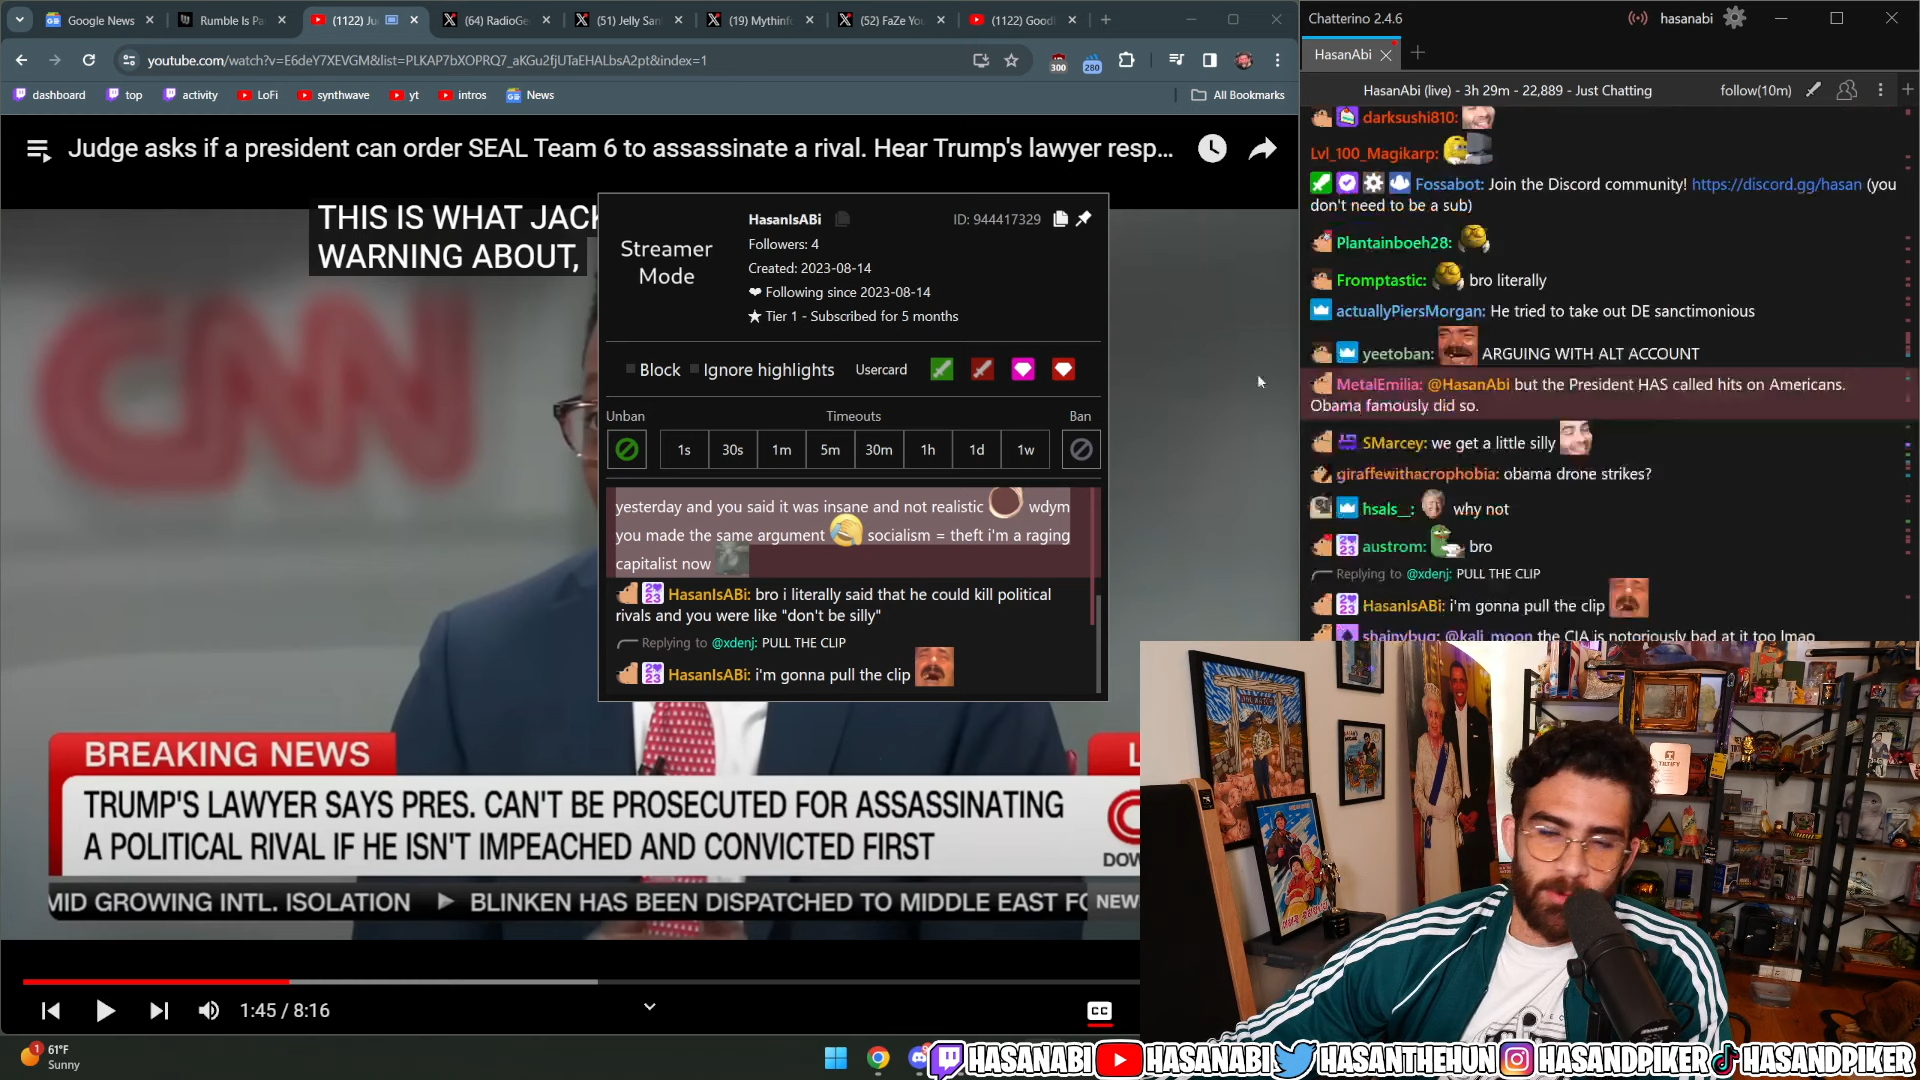 Google News
Rumble Is Pa
(1122) Ju
(64) RadioGe
(51) Jelly San
(19) Mythinf
(52) FaZe You
(1122) Good
youtube.com/watch?v=E6deY7XEVGM&list=PLKAP7bXOPRQ7_aKGu2fjUTaEHALbsA2pt&index=1
300
280
dashboard
top
activity
LoFi
synthwave
yt
intros
News
All Bookmarks
Judge asks if a president can order SEAL Team 6 to assassinate a rival. Hear Trump's lawyer resp...
THIS IS WHAT JACK
WARNING ABOUT,
CNN
Streamer
Mode
HasanIsABi
ID: 944417329
Followers: 4
Created: 2023-08-14
❤ Following since 2023-08-14
★ Tier 1 - Subscribed for 5 months
Block
Ignore highlights
Usercard
Unban
Timeouts
Ban
1s
30s
1m
5m
30m
1h
1d
1w
yesterday and you said it was insane and not realistic wdym
you made the same argument socialism = theft i'm a raging
capitalist now
HasanIsABi: bro i literally said that he could kill political
rivals and you were like "don't be silly"
Replying to @xdenj: PULL THE CLIP
HasanIsABi: i'm gonna pull the clip
BREAKING NEWS
TRUMP'S LAWYER SAYS PRES. CAN'T BE PROSECUTED FOR ASSASSINATING
A POLITICAL RIVAL IF HE ISN'T IMPEACHED AND CONVICTED FIRST
MID GROWING INTL. ISOLATION ▶ BLINKEN HAS BEEN DISPATCHED TO MIDDLE EAST
1:45 / 8:16
CC
61°F
Sunny
Chatterino 2.4.6
hasanabi
HasanAbi
HasanAbi (live) - 3h 29m - 22,889 - Just Chatting
follow(10m)
darksushi810:
Lvl_100_Magikarp:
Fossabot: Join the Discord community! https://discord.gg/hasan (you
don't need to be a sub)
Plantainboeh28:
Fromptastic: bro literally
actuallyPiersMorgan: He tried to take out DE sanctimonious
yeetoban: ARGUING WITH ALT ACCOUNT
MetalEmilia: @HasanAbi but the President HAS called hits on Americans.
Obama famously did so.
SMarcey: we get a little silly
giraffewithacrophobia: obama drone strikes?
hsals__: why not
austrom: bro
Replying to @xdenj: PULL THE CLIP
HasanIsABi: i'm gonna pull the clip
shainybug: @kali_moon the CIA is notoriously bad at it too lmao
TILTIFY
HASANABI
HASANABI
HASANTHEHUN
HASANDPIKER
HASANDPIKER